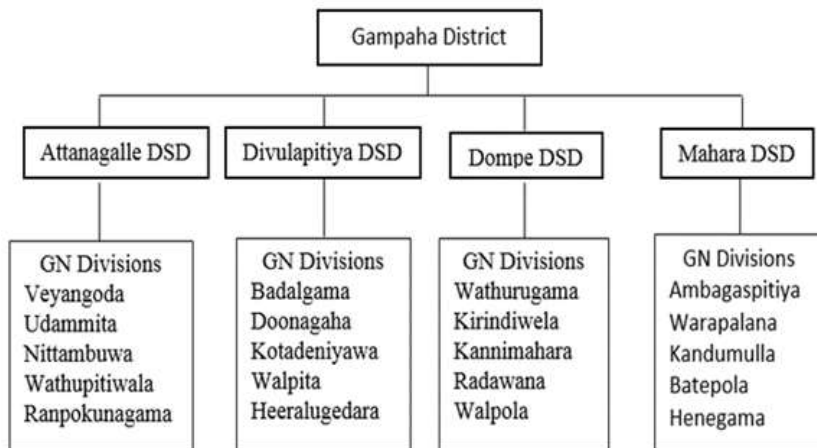 Gampaha District
Attanagalle DSD
Divulapitiya DSD
Dompe DSD
Mahara DSD
GN Divisions
Veyangoda
Udammita
Nittambuwa
Wathupitiwala
Ranpokunagama
GN Divisions
Badalgama
Doonagaha
Kotadeniyawa
Walpita
Heeralugedara
GN Divisions
Wathurugama
Kirindiwela
Kannimahara
Radawana
Walpola
GN Divisions
Ambagaspitiya
Warapalana
Kandumulla
Batepola
Henegama